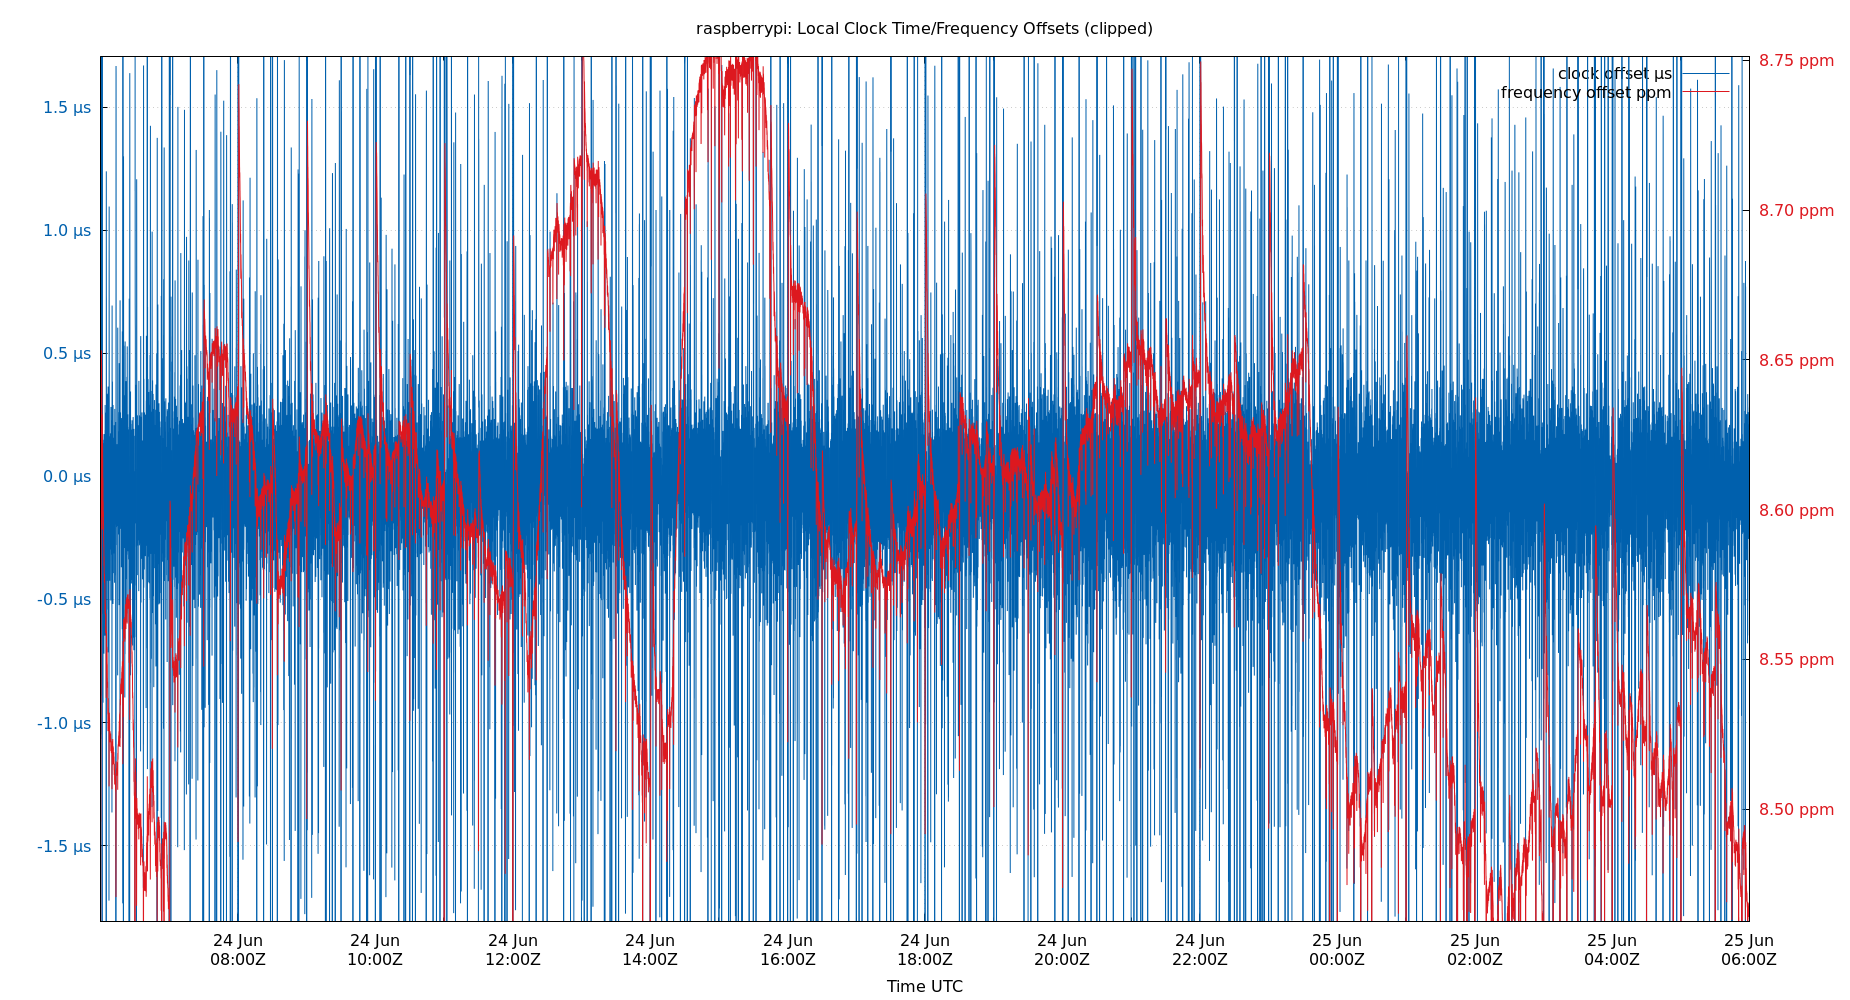 raspberrypi: Local Clock Time/Frequency Offsets (clipped)
clock offset µs
frequency offset ppm
1.5 µs
1.0 µs
0.5 µs
0.0 µs
-0.5 µs
-1.0 µs
-1.5 µs
8.75 ppm
8.70 ppm
8.65 ppm
8.60 ppm
8.55 ppm
8.50 ppm
24 Jun 24 Jun 24 Jun 24 Jun 24 Jun 24 Jun 24 Jun 24 Jun 25 Jun 25 Jun 25 Jun 25 Jun
08:00Z 10:00Z 12:00Z 14:00Z 16:00Z 18:00Z 20:00Z 22:00Z 00:00Z 02:00Z 04:00Z 06:00Z
Time UTC